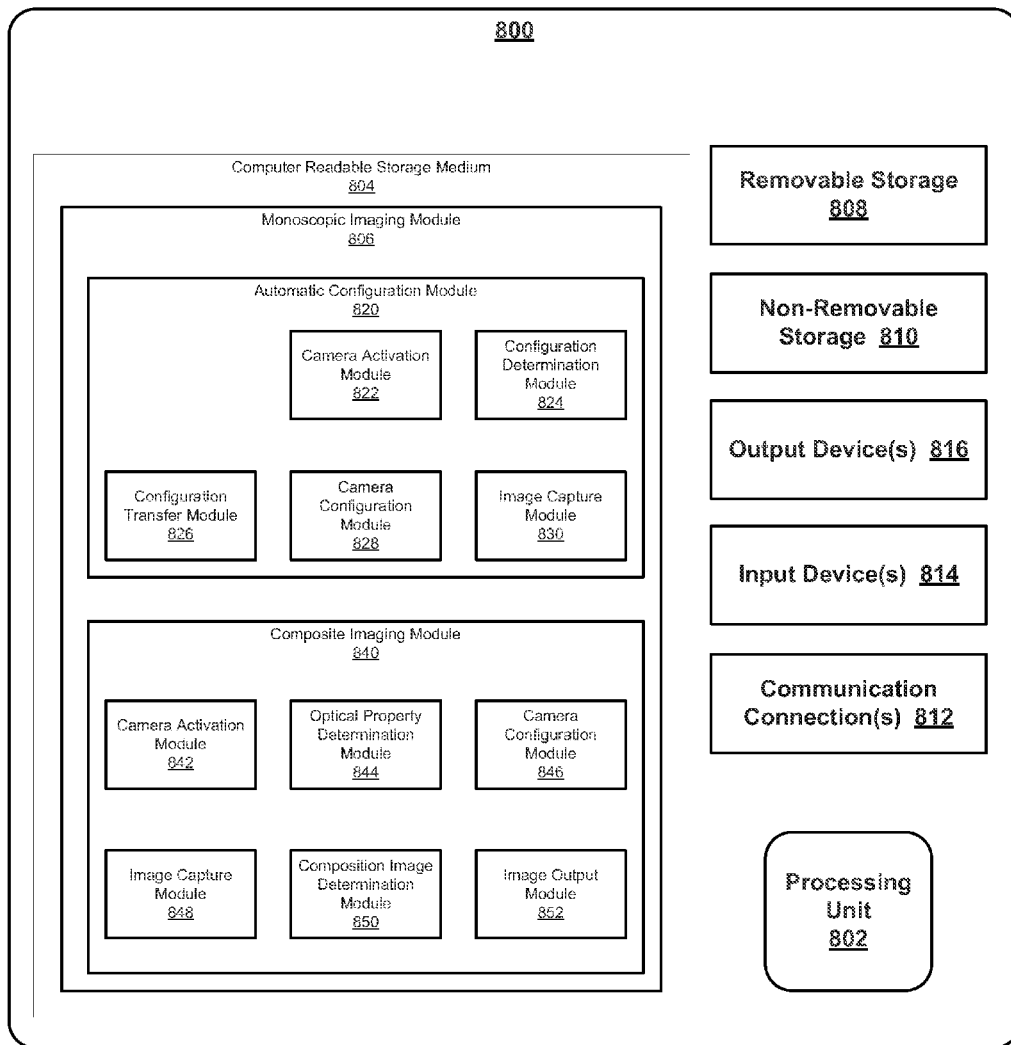 800
Computer Readable Storage Medium
804
Monoscopic Imaging Module
806
Automatic Configuration Module
820
Camera Activation
Module
822
Configuration
Determination
Module
824
Configuration
Transfer Module
826
Camera
Configuration
Module
828
Image Capture
Module
830
Composite Imaging Module
840
Camera Activation
Module
842
Optical Property
Determination
Module
844
Camera
Configuration
Module
846
Image Capture
Module
848
Composition Image
Determination
Module
850
Image Output
Module
852
Removable Storage
808
Non-Removable
Storage 810
Output Device(s) 816
Input Device(s) 814
Communication
Connection(s) 812
Processing
Unit
802